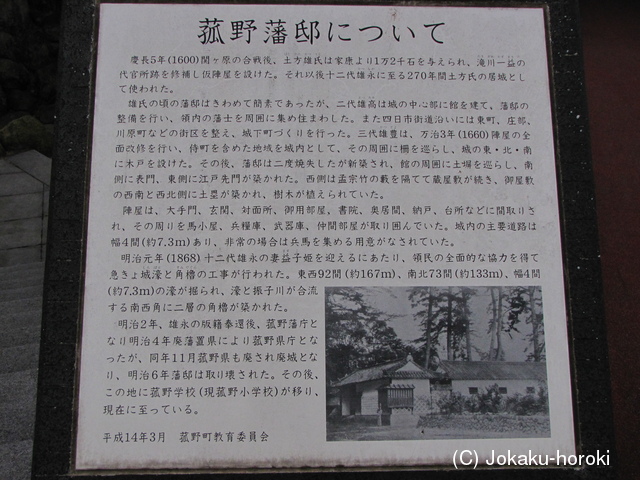 菰野藩邸について
慶長5年(1600)関ヶ原の合戦後、土方雄氏は家康より1万2千石を与えられ、滝川一益の
代官所跡を修補し仮陣屋を設けた。それ以後十二代雄永に至る270年間土方氏の居城とし
て使われた。
雄氏の頃の藩邸はきわめて簡素であったが、二代雄高は城の中心部に館を建て、藩邸の
整備を行い、領内の藩士を周囲に集め住まわした。また四日市街道沿いには東町、庄部、
川原町などの街区を整え、城下町づくりを行った。三代雄豊は、万治3年(1660)陣屋の全
面改修を行い、侍町を含めた地域を城内として、その周囲に柵を巡らし、城の東・北・南
に木戸を設けた。その後、藩邸は二度焼失したが新築され、館の周囲に土塀を巡らし、南
側に表門、東側に江戸先門が築かれた。西側は孟宗竹の藪を隔てて蔵屋敷が続き、御屋敷
の西南と西北側に土塁が築かれ、樹木が植えられていた。
陣屋は、大手門、玄関、対面所、御用部屋、書院、奥居間、納戸、台所などに間取りさ
れ、その周りを馬小屋、兵糧庫、武器庫、仲間部屋が取り囲んでいた。城内の主要道路は
幅4間(約7.3m)あり、非常の場合は兵馬を集める用意がなされていた。
明治元年(1868)十二代雄永の妻益子姫を迎えるにあたり、領民の全面的な協力を得て
急きょ城濠と角櫓の工事が行われた。東西92間(約167m)、南北73間(約133m)、幅4間
(約7.3m)の濠が掘られ、濠と振子川が合流
する南西角に二層の角櫓が築かれた。
明治2年、雄永の版籍奉還後、菰野藩庁と
なり明治4年廃藩置県により菰野県庁とな
ったが、同年11月菰野県も廃され廃城とな
り、明治6年藩邸は取り壊された。その後、
この地に菰野学校(現菰野小学校)が移り、
現在に至っている。
平成14年3月 菰野町教育委員会
(C) Jokaku-horoki